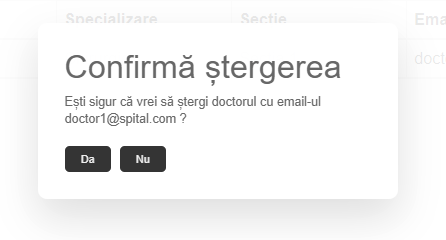 Specializare Secție Ema
Confirmă ștergerea
Ești sigur că vrei să ștergi doctorul cu email-ul
doctor1@spital.com ?
docto
Da Nu